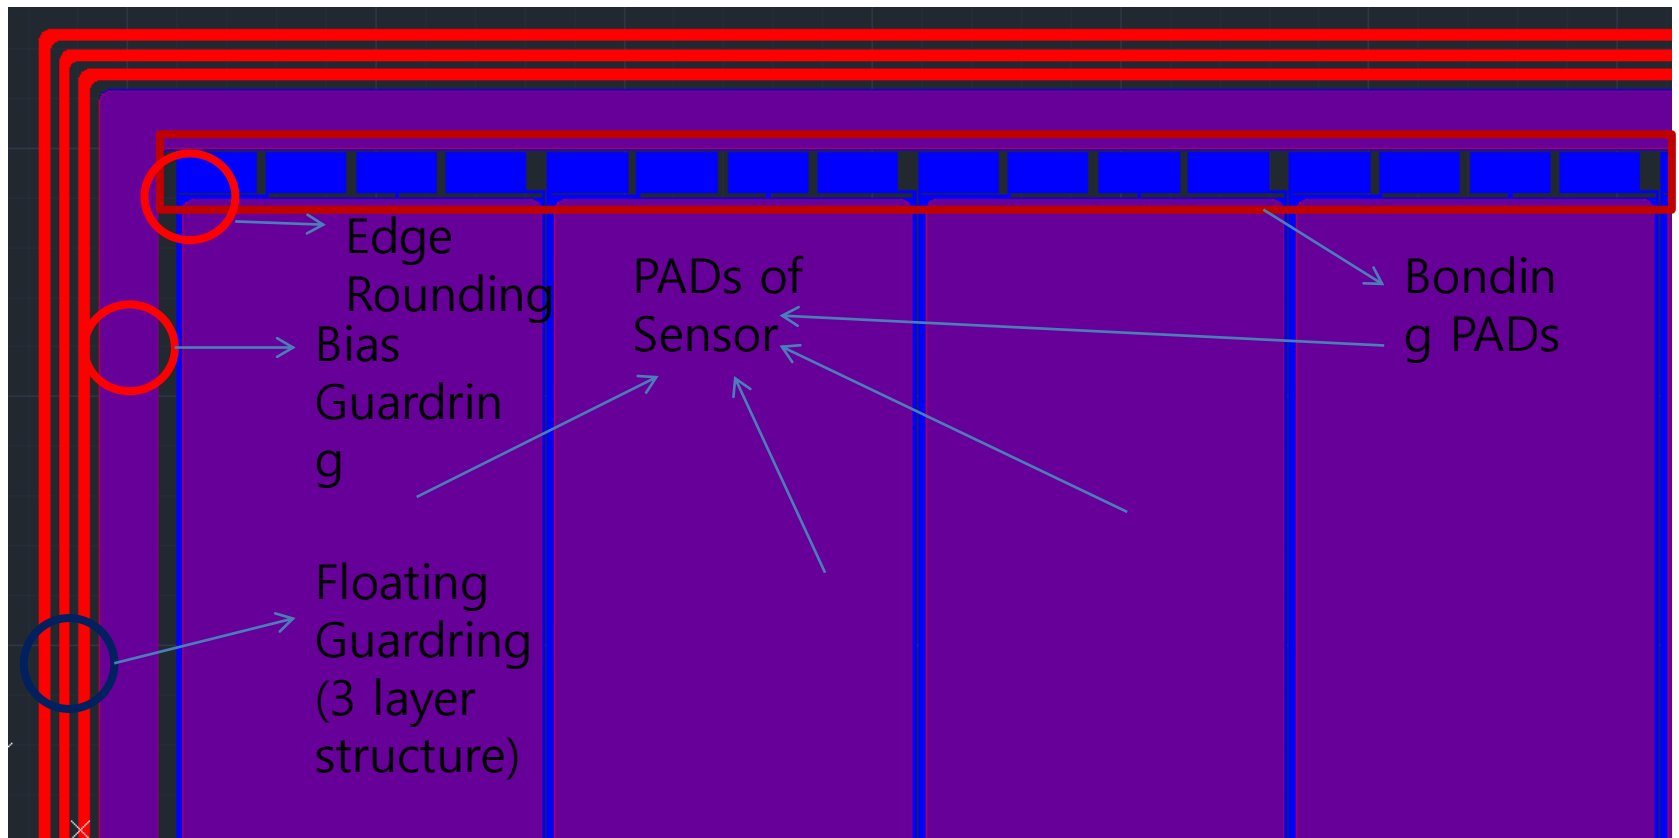 Edge
Rounding
Bias
Guardrin
g
PADs of
Sensor
Bondin
g PADs
Floating
Guardring
(3 layer
structure)